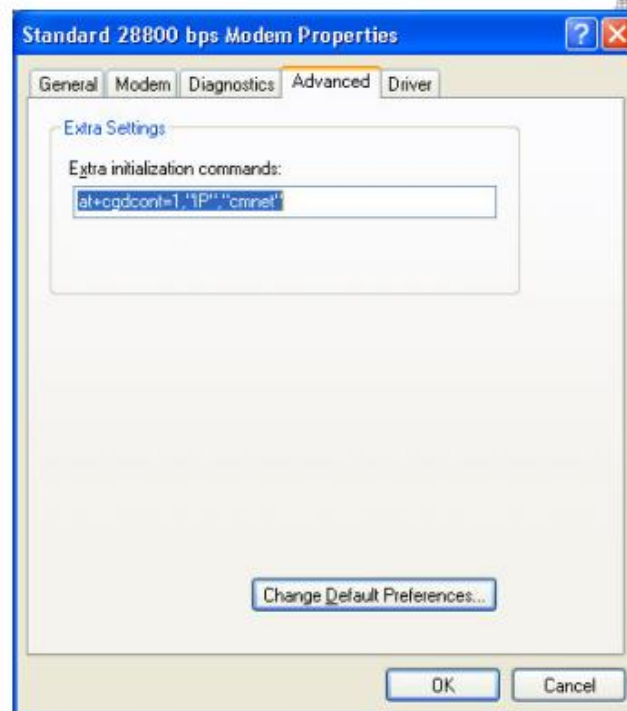 Standard 28800 bps Modem Properties
General Modem Diagnostics Advanced Driver
Extra Settings
Extra initialization commands:
at+cgdcont=1,"IP","cmnet"
Change Default Preferences...
OK Cancel